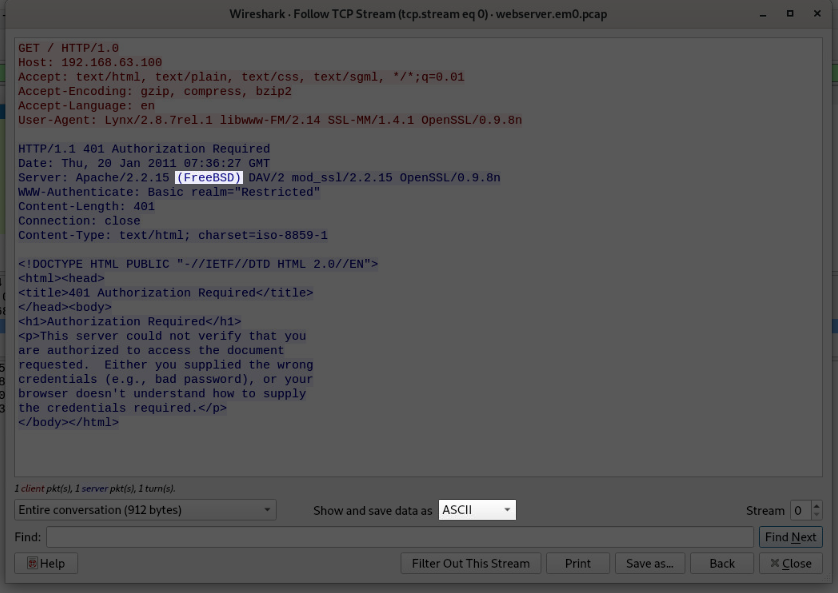 Wireshark · Follow TCP Stream (tcp.stream eq 0) · webserver.em0.pcap
GET / HTTP/1.0
Host: 192.168.63.100
Accept: text/html, text/plain, text/css, text/sgml, */*;q=0.01
Accept-Encoding: gzip, compress, bzip2
Accept-Language: en
User-Agent: Lynx/2.8.7rel.1 libwww-FM/2.14 SSL-MM/1.4.1 OpenSSL/0.9.8n
HTTP/1.1 401 Authorization Required
Date: Thu, 20 Jan 2011 07:36:27 GMT
Server: Apache/2.2.15 (FreeBSD) DAV/2 mod_ssl/2.2.15 OpenSSL/0.9.8n
WWW-Authenticate: Basic realm="Restricted"
Content-Length: 401
Connection: close
Content-Type: text/html; charset=iso-8859-1
<!DOCTYPE HTML PUBLIC "-//IETF//DTD HTML 2.0//EN">
<html><head>
<title>401 Authorization Required</title>
</head><body>
<h1>Authorization Required</h1>
<p>This server could not verify that you
are authorized to access the document
requested.  Either you supplied the wrong
credentials (e.g., bad password), or your
browser doesn't understand how to supply
the credentials required.</p>
</body></html>
1 client pkt(s), 1 server pkt(s), 1 turn(s).
Entire conversation (912 bytes) Show and save data as ASCII Stream 0
Find: Find Next
Help Filter Out This Stream Print Save as... Back Close